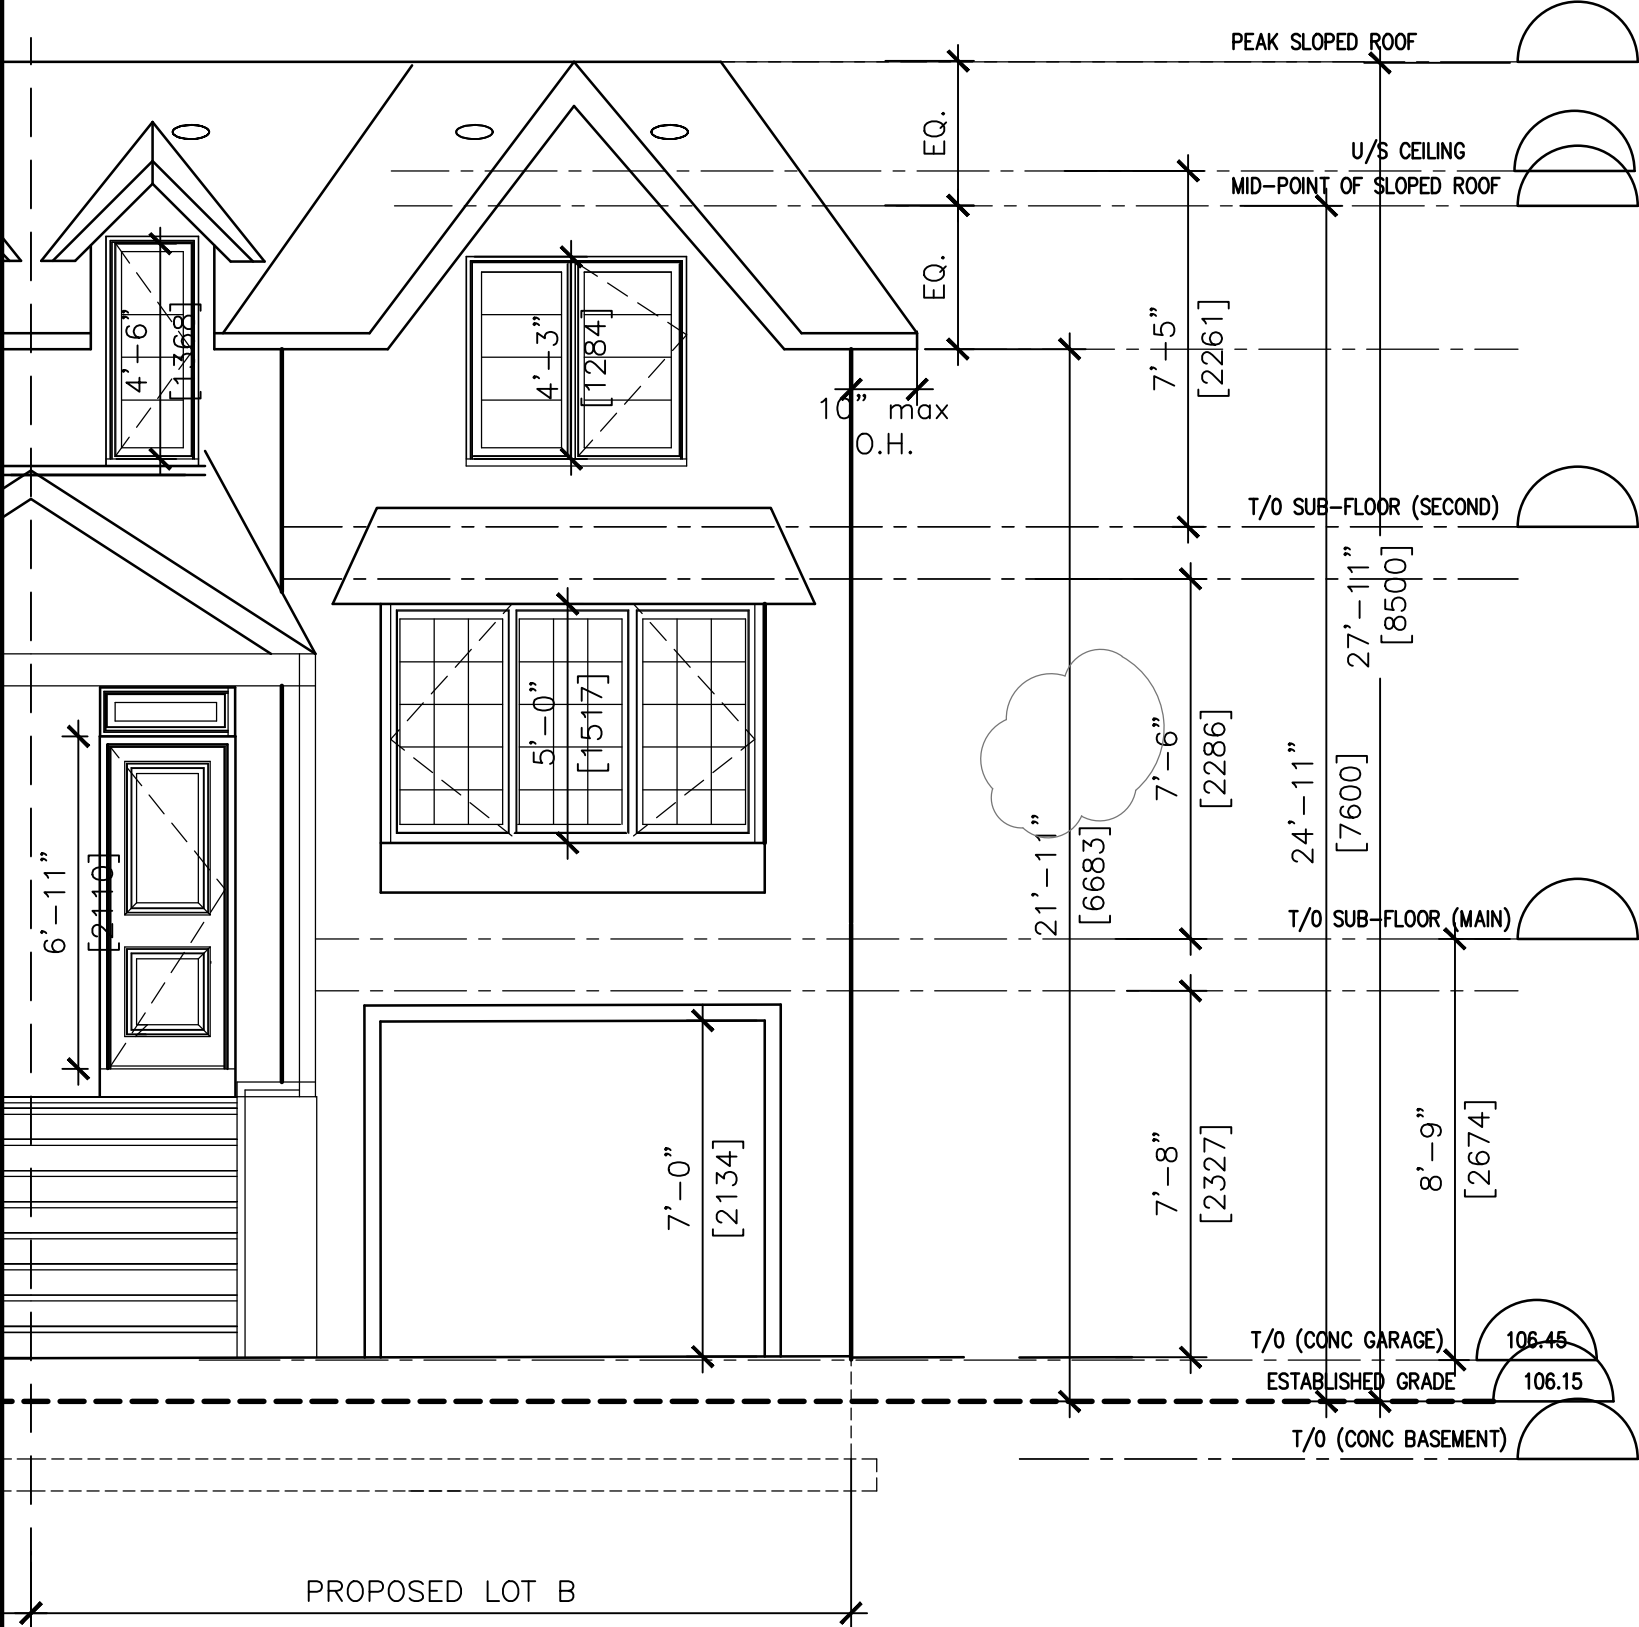 PEAK SLOPED ROOF
EQ.
U/S CEILING
MID-POINT OF SLOPED ROOF
EQ.
4'-6"
[1368]
4'-3"
[1284]
7'-5"
[2261]
10" max
O.H.
T/O SUB-FLOOR (SECOND)
27'-11"
[8500]
5'-0"
[1517]
7'-6"
[2286]
24'-11"
[7600]
21'-11"
[6683]
6'-11"
[2110]
T/O SUB-FLOOR (MAIN)
7'-0"
[2134]
7'-8"
[2327]
8'-9"
[2674]
T/O (CONC GARAGE) 106.45
ESTABLISHED GRADE 106.15
T/O (CONC BASEMENT)
PROPOSED LOT B